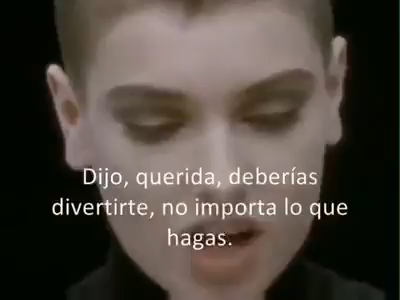 Dijo, querida, deberías
divertirte, no importa lo que
hagas.